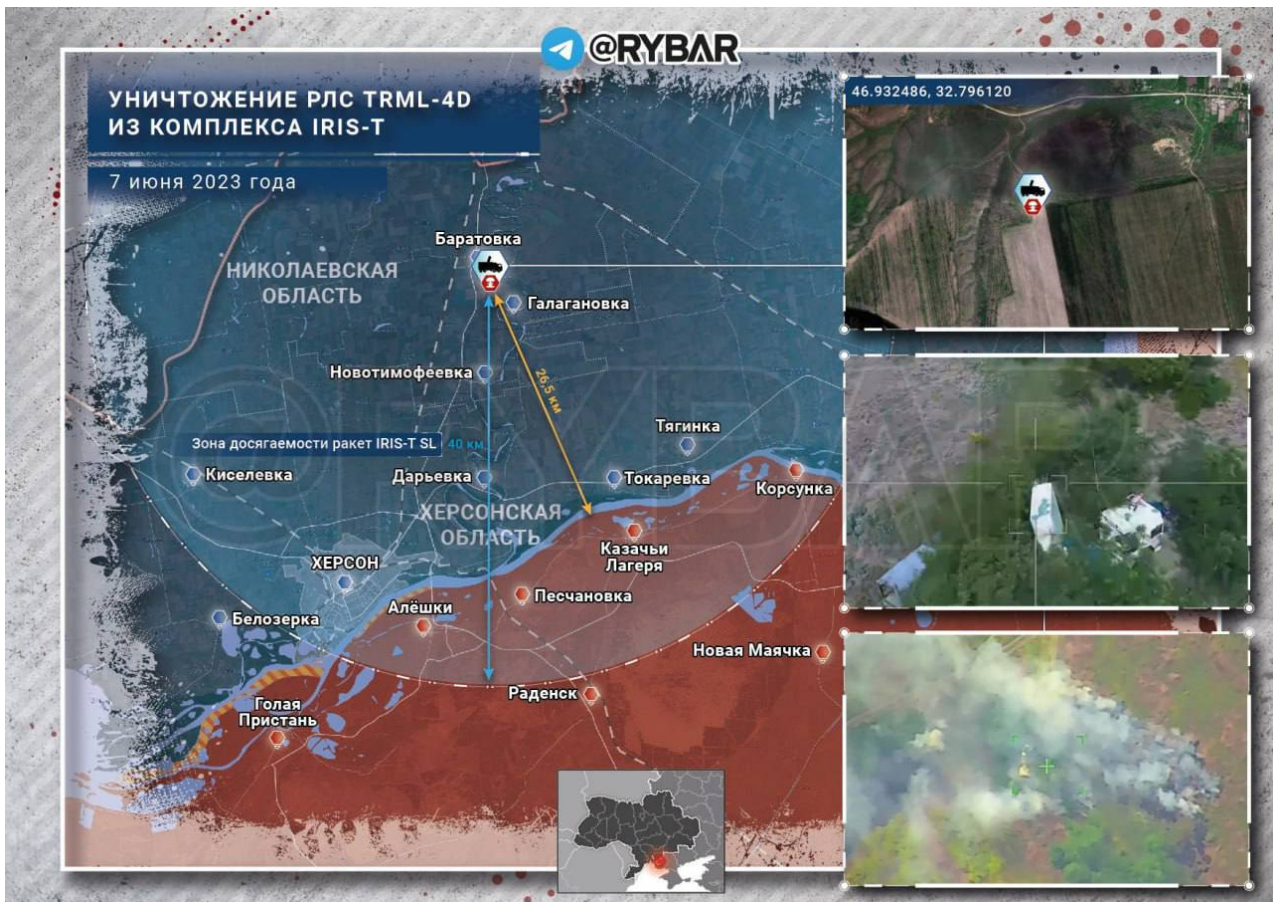 @RYBAR
УНИЧТОЖЕНИЕ РЛС TRML-4D
ИЗ КОМПЛЕКСА IRIS-T
7 июня 2023 года
46.932486, 32.796120
Баратовка
НИКОЛАЕВСКАЯ
ОБЛАСТЬ
Галагановка
Новотимофеевка
26,5 км
Тягинка
Зона досягаемости ракет IRIS-T SL
40 км
Киселевка
Дарьевка
Токаревка
Корсунка
ХЕРСОНСКАЯ
ОБЛАСТЬ
Казачьи
Лагеря
ХЕРСОН
Песчановка
Белозерка
Алёшки
Новая Маячка
Раденск
Голая
Пристань